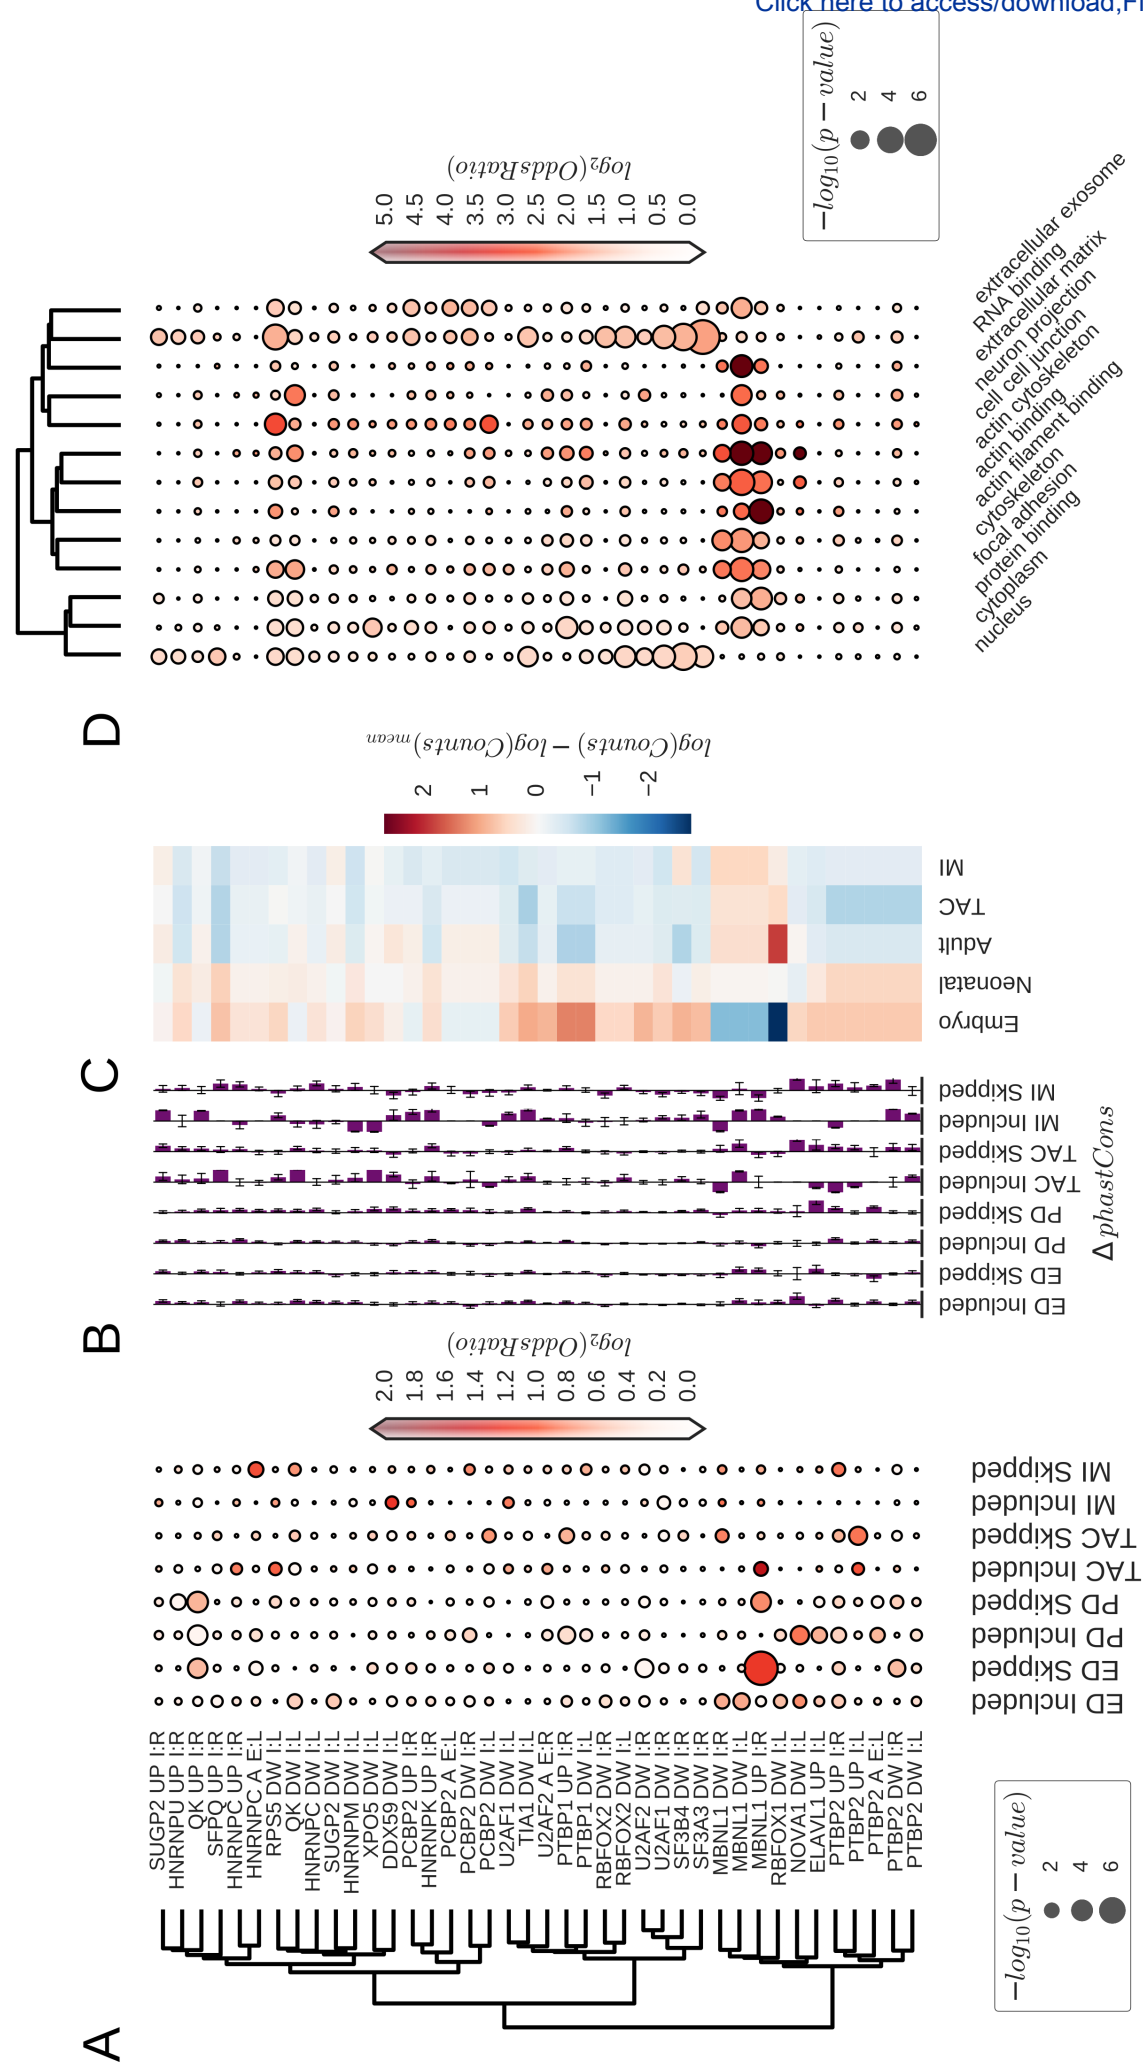 Click here to access/download;Fi
A
−log10(p − value)
2
4
6
SUGP2 UP I:R
HNRNPU UP I:R
QK UP I:R
SFPQ UP I:R
HNRNPC UP I:R
HNRNPC A E:L
RPS5 DW I:L
QK DW I:L
HNRNPC DW I:L
SUGP2 DW I:L
HNRNPM DW I:L
XPO5 DW I:L
DDX59 DW I:L
PCBP2 UP I:R
HNRNPK UP I:R
PCBP2 A E:L
PCBP2 DW I:R
PCBP2 DW I:L
U2AF1 DW I:L
TIA1 DW I:L
U2AF2 A E:R
PTBP1 UP I:R
PTBP1 DW I:L
RBFOX2 DW I:R
RBFOX2 DW I:L
U2AF2 DW I:R
U2AF1 DW I:R
SF3B4 DW I:R
SF3A3 DW I:R
MBNL1 DW I:R
MBNL1 DW I:L
MBNL1 UP I:R
RBFOX1 DW I:L
NOVA1 DW I:L
ELAVL1 UP I:L
PTBP2 UP I:R
PTBP2 UP I:L
PTBP2 A E:L
PTBP2 DW I:R
PTBP2 DW I:L
ED Included
ED Skipped
PD Included
PD Skipped
TAC Included
TAC Skipped
MI Included
MI Skipped
log2(OddsRatio)
2.0
1.8
1.6
1.4
1.2
1.0
0.8
0.6
0.4
0.2
0.0
B
ED Included
ED Skipped
PD Included
PD Skipped
TAC Included
TAC Skipped
MI Included
MI Skipped
Δ phastCons
C
Embryo
Neonatal
Adult
TAC
MI
2
1
0
−1
−2
log(Counts) − log(Counts)mean
D
nucleus
cytoplasm
protein binding
focal adhesion
cytoskeleton
actin filament binding
actin binding
actin cytoskeleton
cell cell junction
neuron projection
extracellular matrix
RNA binding
extracellular exosome
log2(OddsRatio)
5.0
4.5
4.0
3.5
3.0
2.5
2.0
1.5
1.0
0.5
0.0
−log10(p − value)
2
4
6